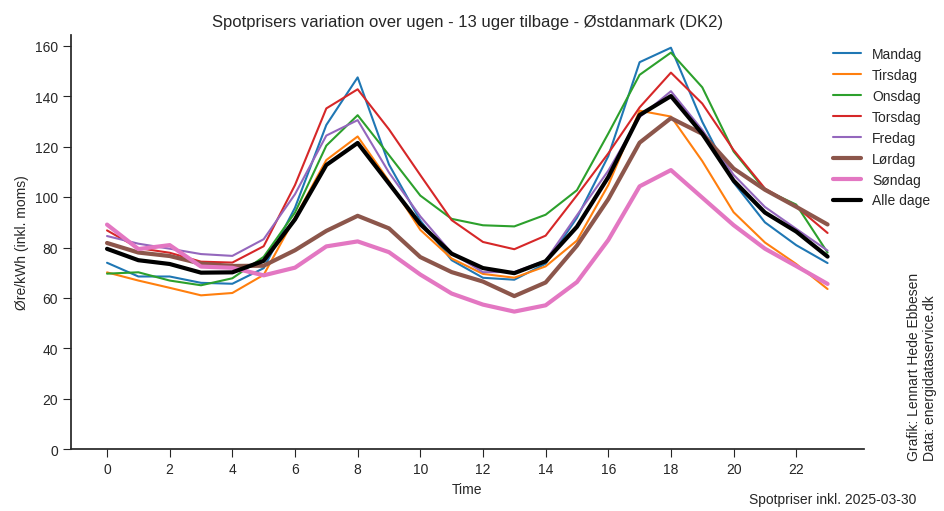 Spotprisers variation over ugen - 13 uger tilbage - Østdanmark (DK2)
Øre/kWh (inkl. moms)
160
140
120
100
80
60
40
20
0
0 2 4 6 8 10 12 14 16 18 20 22
Time
Mandag
Tirsdag
Onsdag
Torsdag
Fredag
Lørdag
Søndag
Alle dage
Grafik: Lennart Hede Ebbesen
Data: energidataservice.dk
Spotpriser inkl. 2025-03-30